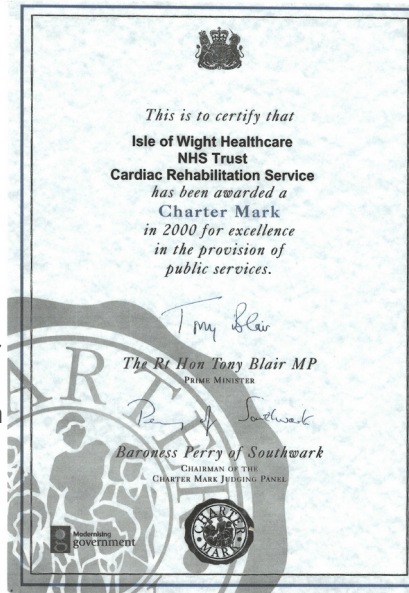 This is to certify that
Isle of Wight Healthcare
NHS Trust
Cardiac Rehabilitation Service
has been awarded a
Charter Mark
in 2000 for excellence
in the provision of
public services.
Tony Blair
The Rt Hon Tony Blair MP
PRIME MINISTER
Perry of Southwark
Baroness Perry of Southwark
CHAIRMAN OF THE
CHARTER MARK JUDGING PANEL
Modernising
government
CHARTER
MARK